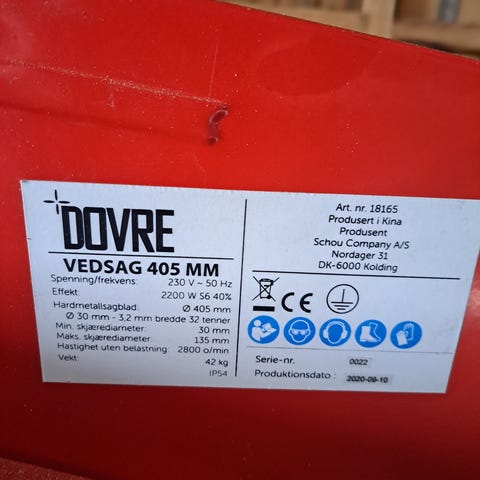 DOVRE
VEDSAG 405 MM
Spenning/frekvens: 230 V ~ 50 Hz
Effekt: 2200 W S6 40%
Hardmetallsagblad: Ø 405 mm
Ø 30 mm - 3,2 mm bredde 32 tenner
Min. skjærediameter: 30 mm
Maks. skjærediameter: 135 mm
Hastighet uten belastning: 2800 o/min
Vekt: 42 kg
IP54
Art. nr. 18165
Produsert i Kina
Produsent
Schou Company A/S
Nordager 31
DK-6000 Kolding
CE
Serie-nr. 0022
Produktionsdato : 2020-09-10